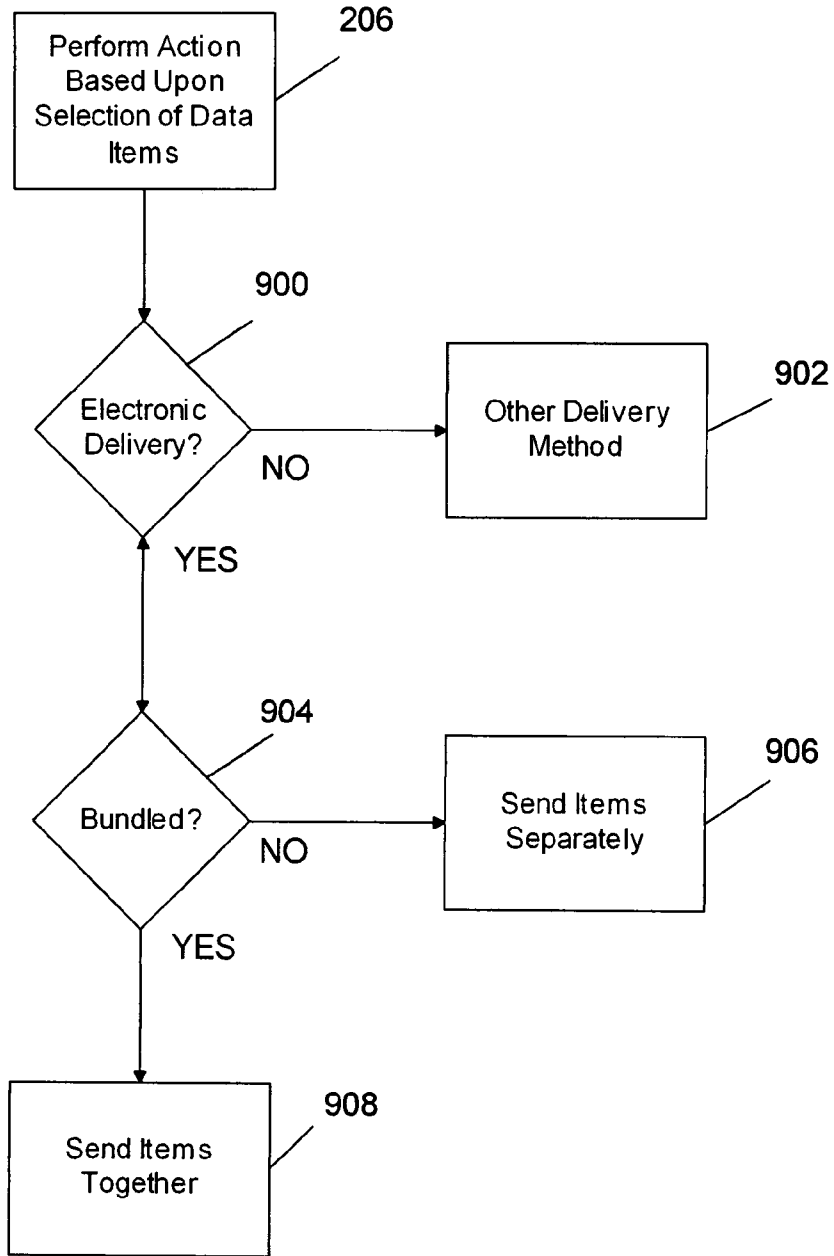 206
Perform Action
Based Upon
Selection of Data
Items
900
Electronic
Delivery?
NO
YES
902
Other Delivery
Method
904
Bundled?
NO
YES
906
Send Items
Separately
908
Send Items
Together